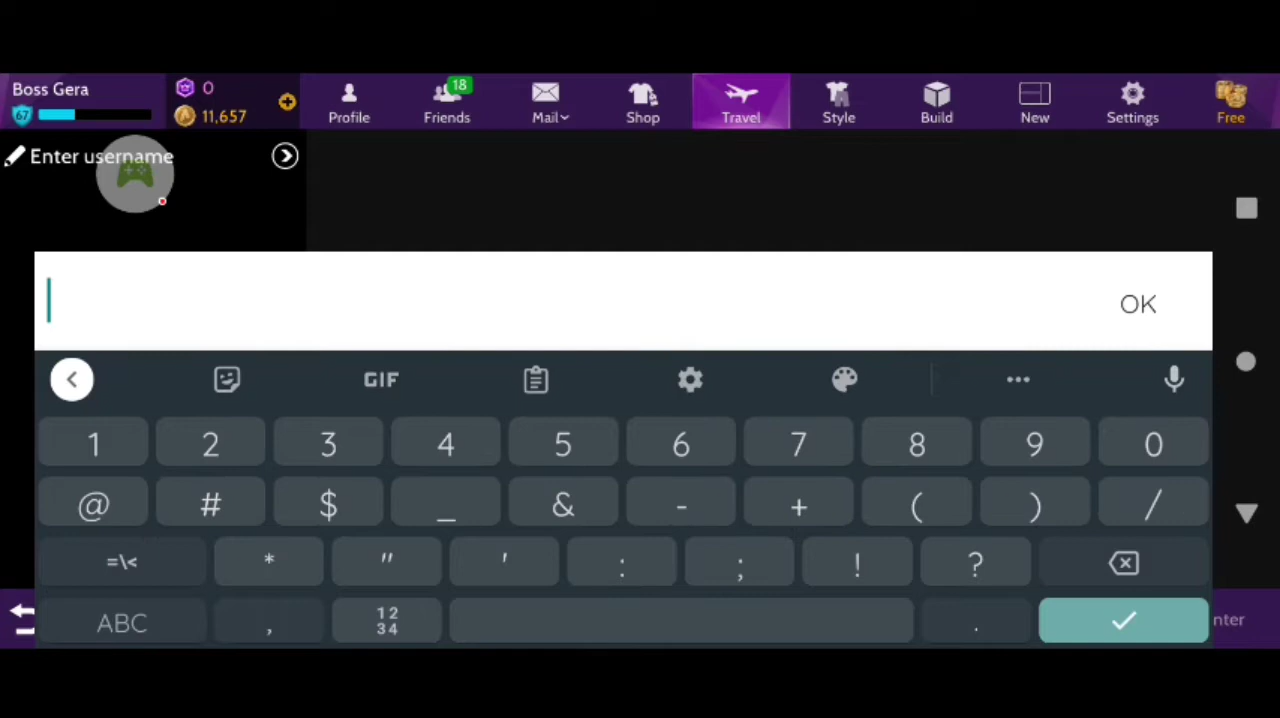 Boss Gera
67
0
11,657
Profile
18
Friends
Mail
Shop
Travel
Style
Build
New
Settings
Free
Enter username
OK
GIF
1 2 3 4 5 6 7 8 9 0
@ # $ _ & - + ( ) /
=\< * " ' : ; ! ?
ABC , 12 34 .
nter